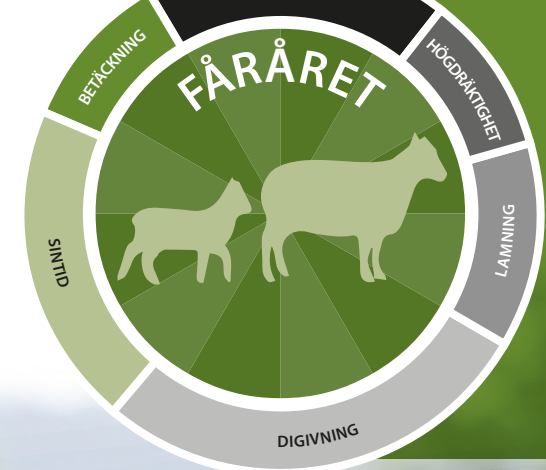 FÅRÅRET
HÖGDRÄKTIGHET
LAMNING
DIGIVNING
SINTID
BETÄCKNING